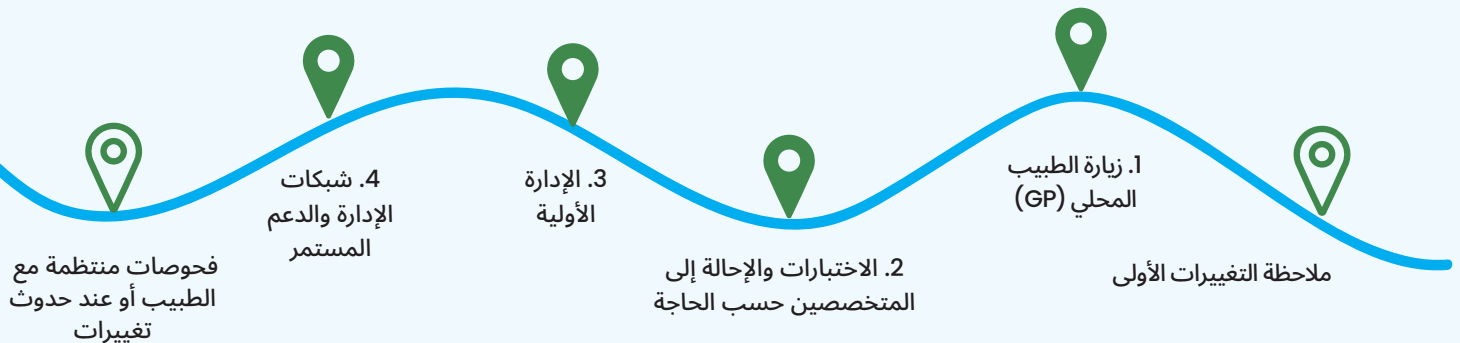 ملاحظة التغييرات الأولى
1. زيارة الطبيب
المحلي (GP)
2. الاختبارات والإحالة إلى
المتخصصين حسب الحاجة
3. الإدارة
الأولية
4. شبكات
الإدارة والدعم
المستمر
فحوصات منتظمة مع
الطبيب أو عند حدوث
تغييرات